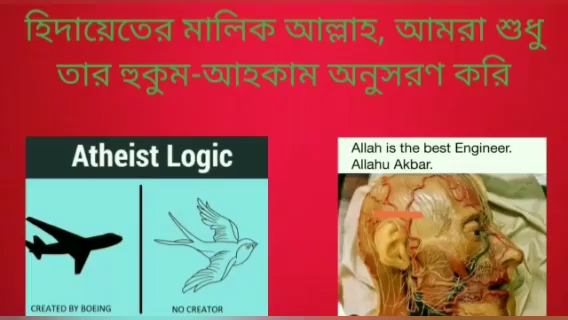 হিদায়েতের মালিক আল্লাহ, আমরা শুধু
তার হুকুম-আহকাম অনুসরণ করি
Atheist Logic
CREATED BY BOEING
NO CREATOR
Allah is the best Engineer.
Allahu Akbar.